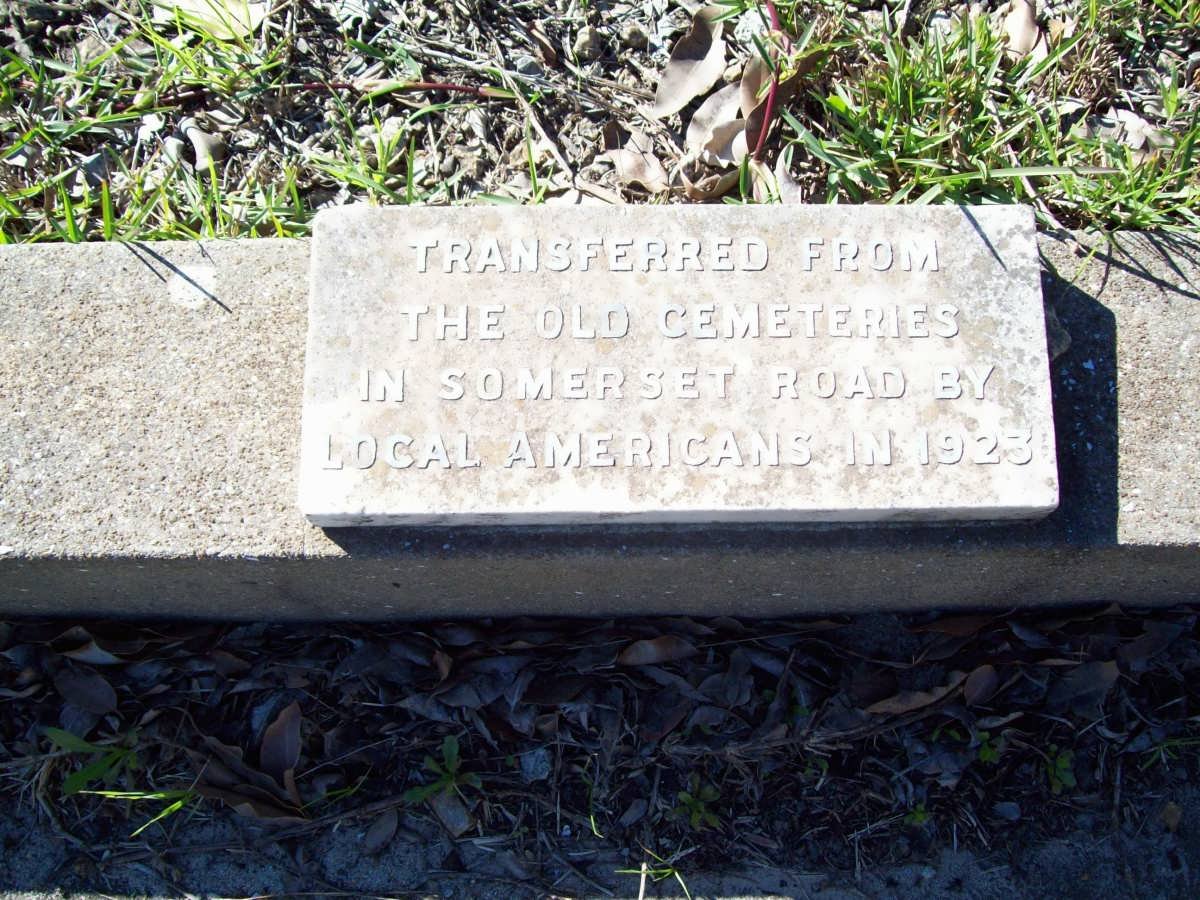 TRANSFERRED FROM
THE OLD CEMETERIES
IN SOMERSET ROAD BY
LOCAL AMERICANS IN 1923